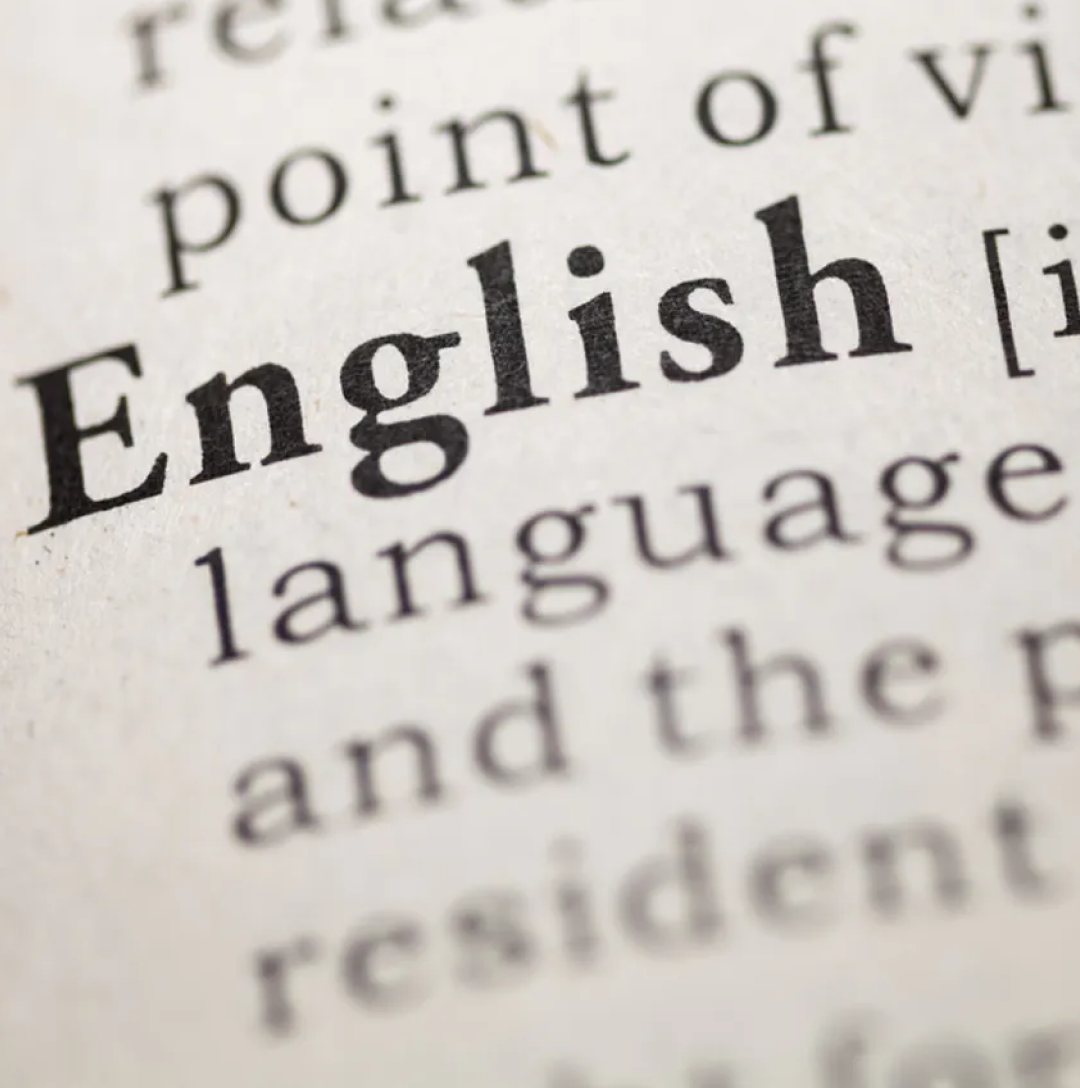 point of vi
English [i
language
and the p
resident